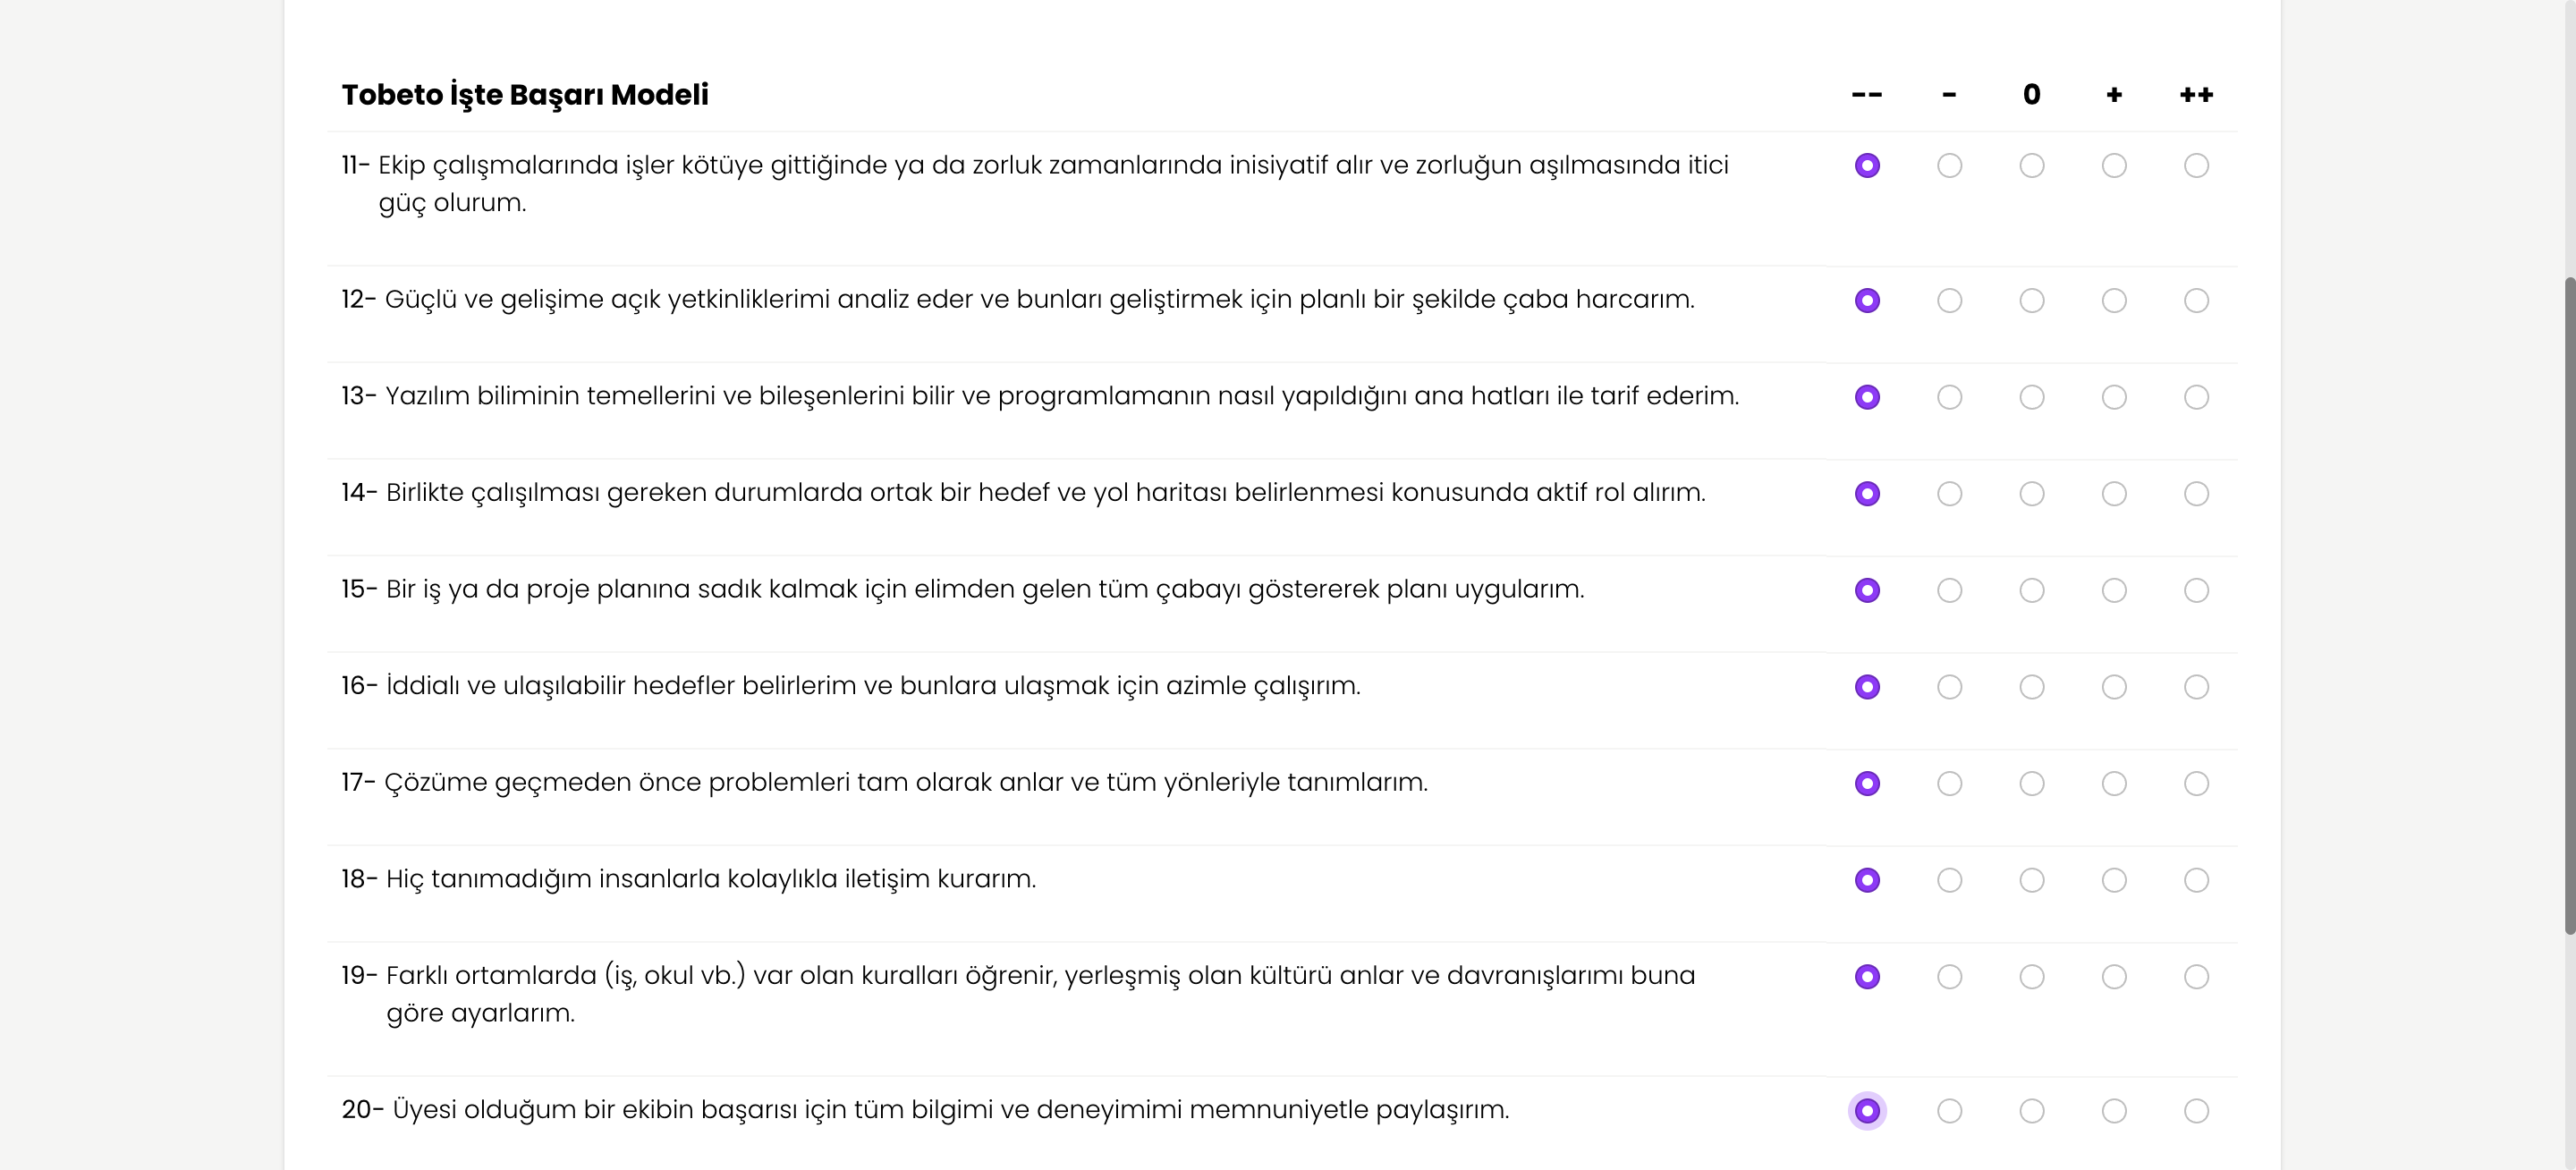 Tobeto İşte Başarı Modeli -- - 0 + ++
11- Ekip çalışmalarında işler kötüye gittiğinde ya da zorluk zamanlarında inisiyatif alır ve zorluğun aşılmasında itici
güç olurum.
12- Güçlü ve gelişime açık yetkinliklerimi analiz eder ve bunları geliştirmek için planlı bir şekilde çaba harcarım.
13- Yazılım biliminin temellerini ve bileşenlerini bilir ve programlamanın nasıl yapıldığını ana hatları ile tarif ederim.
14- Birlikte çalışılması gereken durumlarda ortak bir hedef ve yol haritası belirlenmesi konusunda aktif rol alırım.
15- Bir iş ya da proje planına sadık kalmak için elimden gelen tüm çabayı göstererek planı uygularım.
16- İddialı ve ulaşılabilir hedefler belirlerim ve bunlara ulaşmak için azimle çalışırım.
17- Çözüme geçmeden önce problemleri tam olarak anlar ve tüm yönleriyle tanımlarım.
18- Hiç tanımadığım insanlarla kolaylıkla iletişim kurarım.
19- Farklı ortamlarda (iş, okul vb.) var olan kuralları öğrenir, yerleşmiş olan kültürü anlar ve davranışlarımı buna
göre ayarlarım.
20- Üyesi olduğum bir ekibin başarısı için tüm bilgimi ve deneyimimi memnuniyetle paylaşırım.